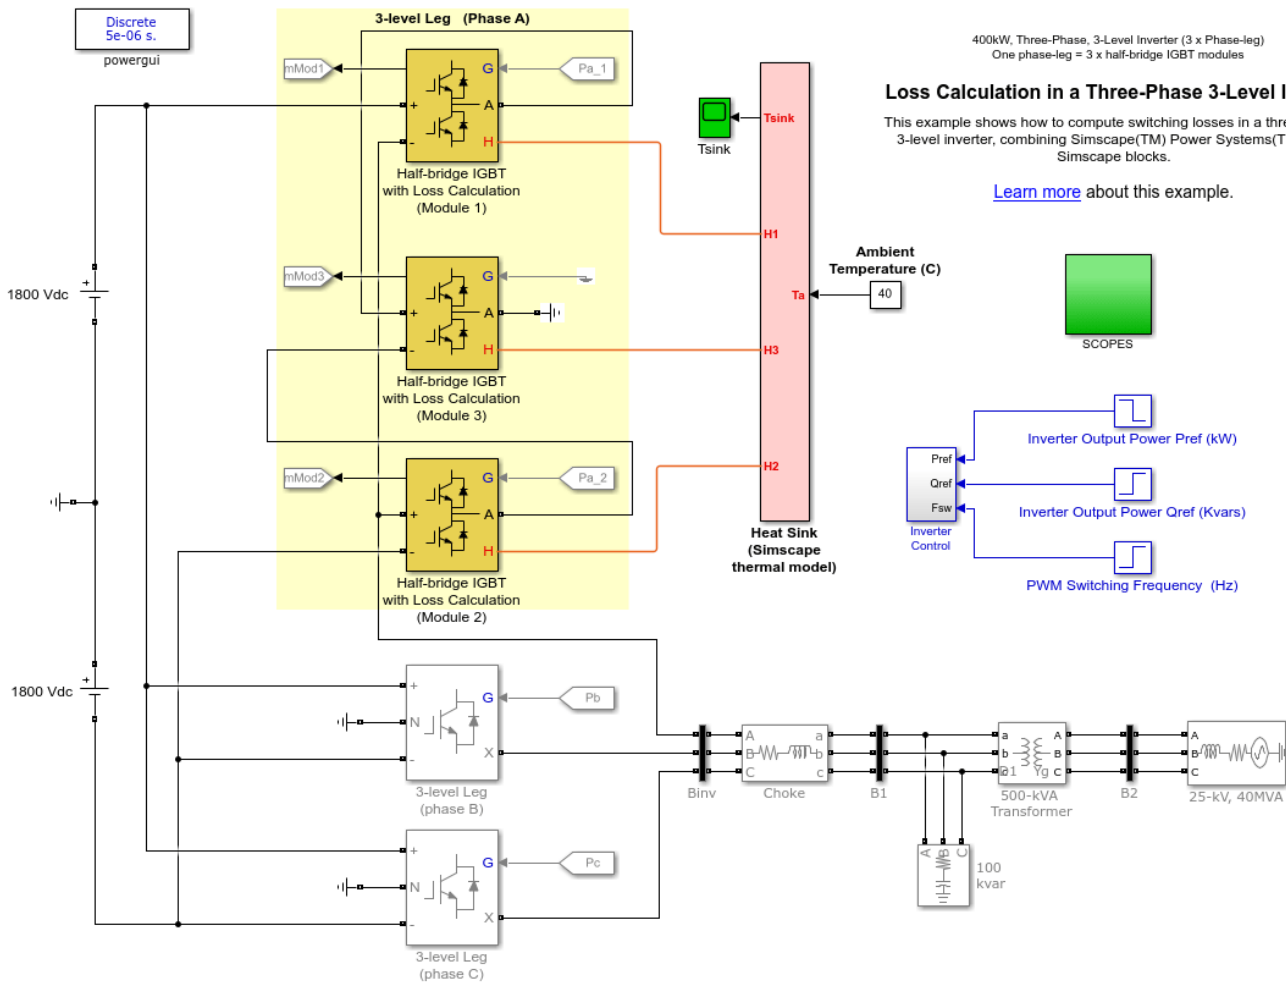 Discrete
5e-06 s.
powergui
3-level Leg (Phase A)
400kW, Three-Phase, 3-Level Inverter (3 x Phase-leg)
One phase-leg = 3 x half-bridge IGBT modules
Loss Calculation in a Three-Phase 3-Level I
This example shows how to compute switching losses in a thre
3-level inverter, combining Simscape(TM) Power Systems(T
Simscape blocks.
Learn more about this example.
mMod1
G
Pa_1
+
A
-
H
Half-bridge IGBT
with Loss Calculation
(Module 1)
Tsink
Tsink
H1
Ambient
Temperature (C)
Ta
40
SCOPES
mMod3
G
+
A
-
H
H3
Half-bridge IGBT
with Loss Calculation
(Module 3)
+
1800 Vdc
mMod2
G
Pa_2
+
A
-
H
H2
Half-bridge IGBT
with Loss Calculation
(Module 2)
Heat Sink
(Simscape
thermal model)
Inverter Output Power Pref (kW)
Pref
Qref
Fsw
Inverter
Control
Inverter Output Power Qref (Kvars)
PWM Switching Frequency (Hz)
+
1800 Vdc
+
G
Pb
N
-
X
3-level Leg
(phase B)
+
G
Pc
N
-
X
3-level Leg
(phase C)
Binv
A
B
C
a
b
c
Choke
B1
a
b
c
D1
Yg
A
B
C
500-kVA
Transformer
B2
A
B
C
25-kV, 40MVA
A
B
C
100
kvar